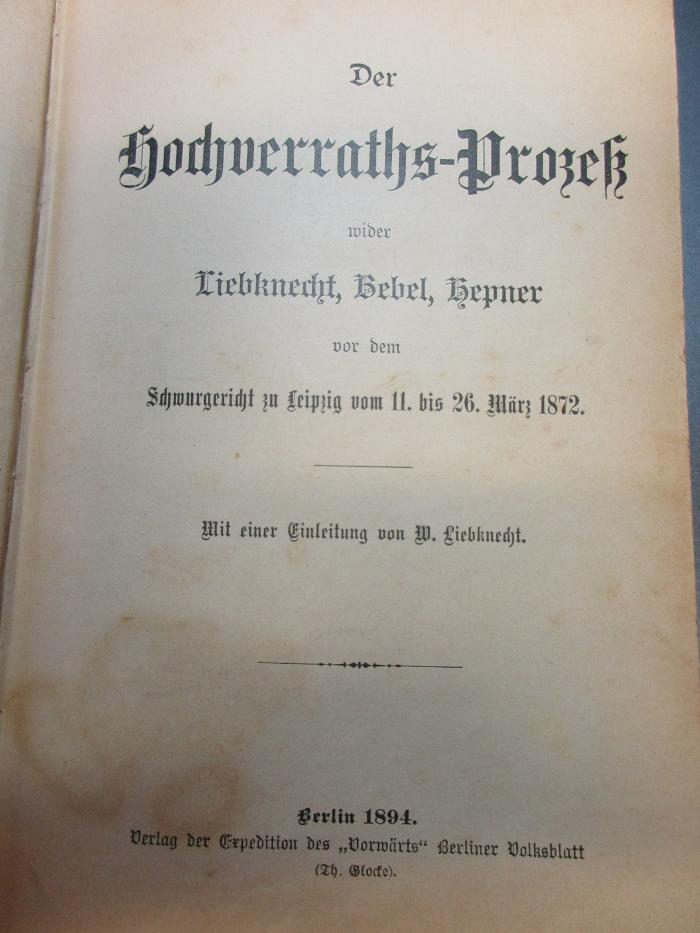 Der
Hochverraths-Prozeß
wider
Liebknecht, Bebel, Hepner
vor dem
Schwurgericht zu Leipzig vom 11. bis 26. März 1872.
Mit einer Einleitung von W. Liebknecht.
Berlin 1894.
Verlag der Expedition des „Vorwärts“ Berliner Volksblatt
(Th. Glocke).